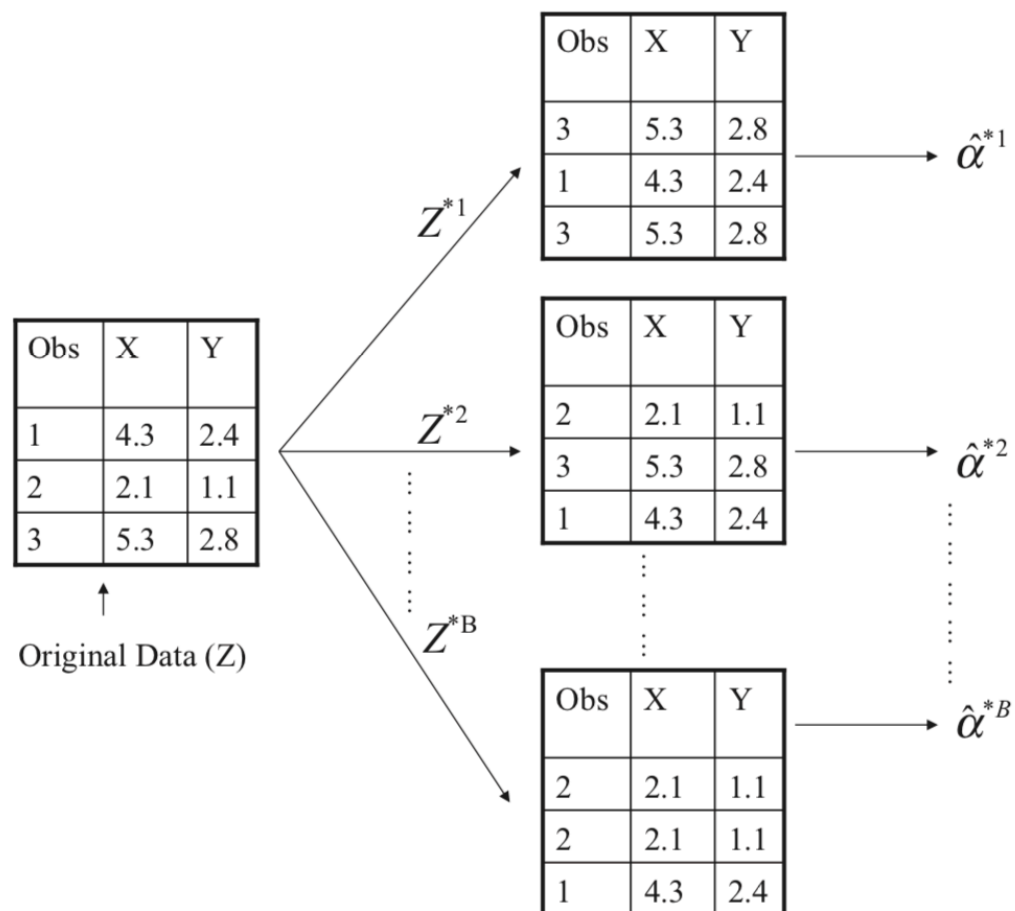 Obs X Y
3 5.3 2.8
1 4.3 2.4
3 5.3 2.8
α̂*1
Z*1
Obs X Y
1 4.3 2.4
2 2.1 1.1
3 5.3 2.8
Original Data (Z)
Z*2
Obs X Y
2 2.1 1.1
3 5.3 2.8
1 4.3 2.4
α̂*2
Z*B
Obs X Y
2 2.1 1.1
2 2.1 1.1
1 4.3 2.4
α̂*B